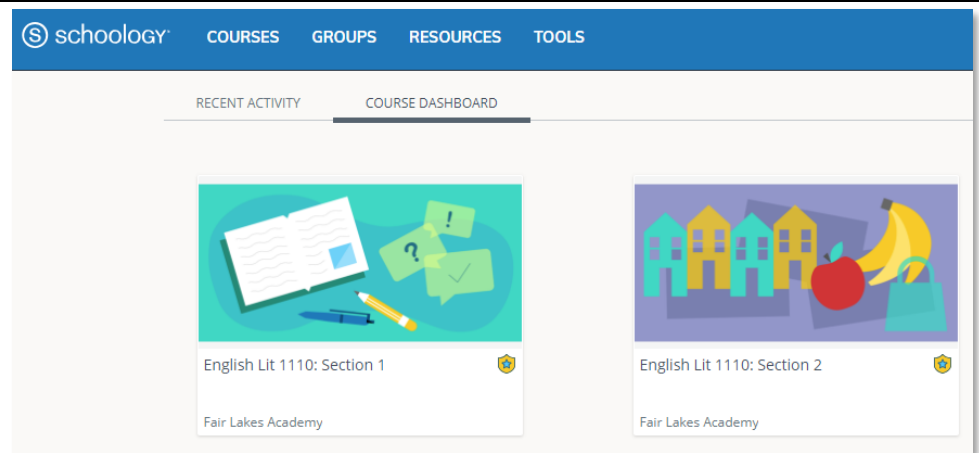 schoology COURSES GROUPS RESOURCES TOOLS
RECENT ACTIVITY COURSE DASHBOARD
! ?
English Lit 1110: Section 1
Fair Lakes Academy
English Lit 1110: Section 2
Fair Lakes Academy